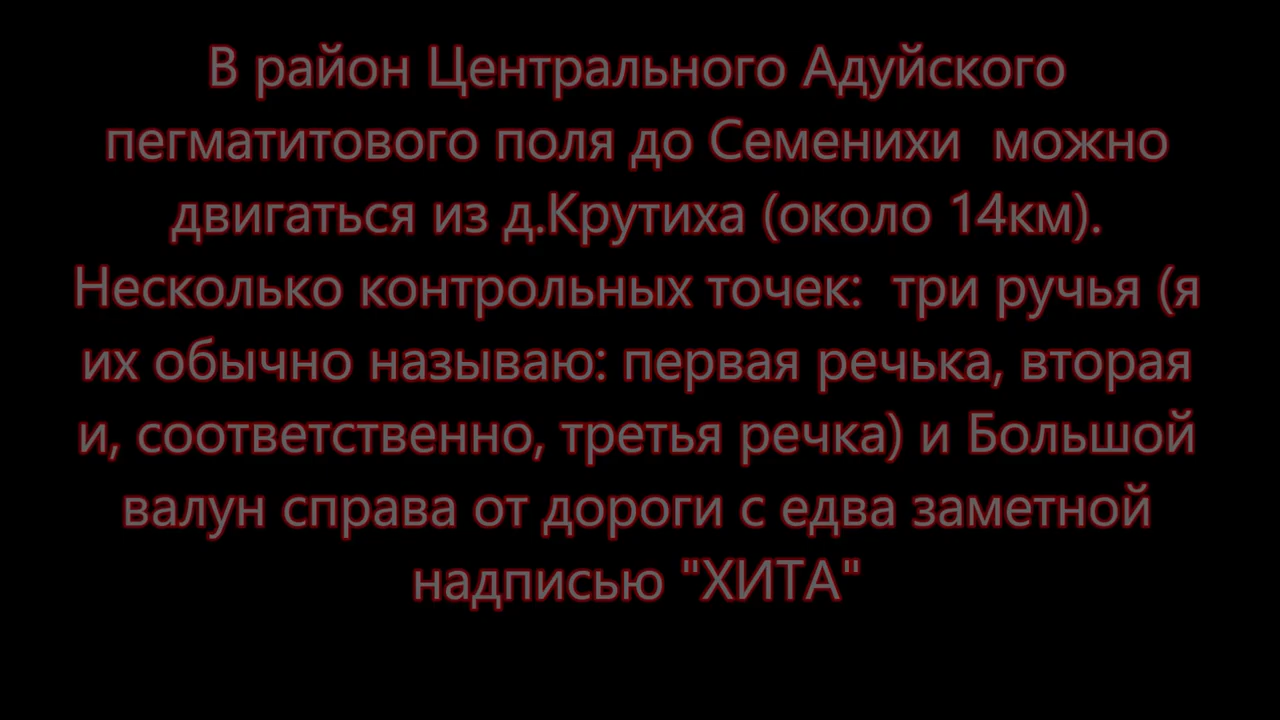 В район Центрального Адуйского
пегматитового поля до Семенихи  можно
двигаться из д.Крутиха (около 14км).
Несколько контрольных точек:  три ручья (я
их обычно называю: первая речька, вторая
и, соответственно, третья речка) и Большой
валун справа от дороги с едва заметной
надписью "ХИТА"